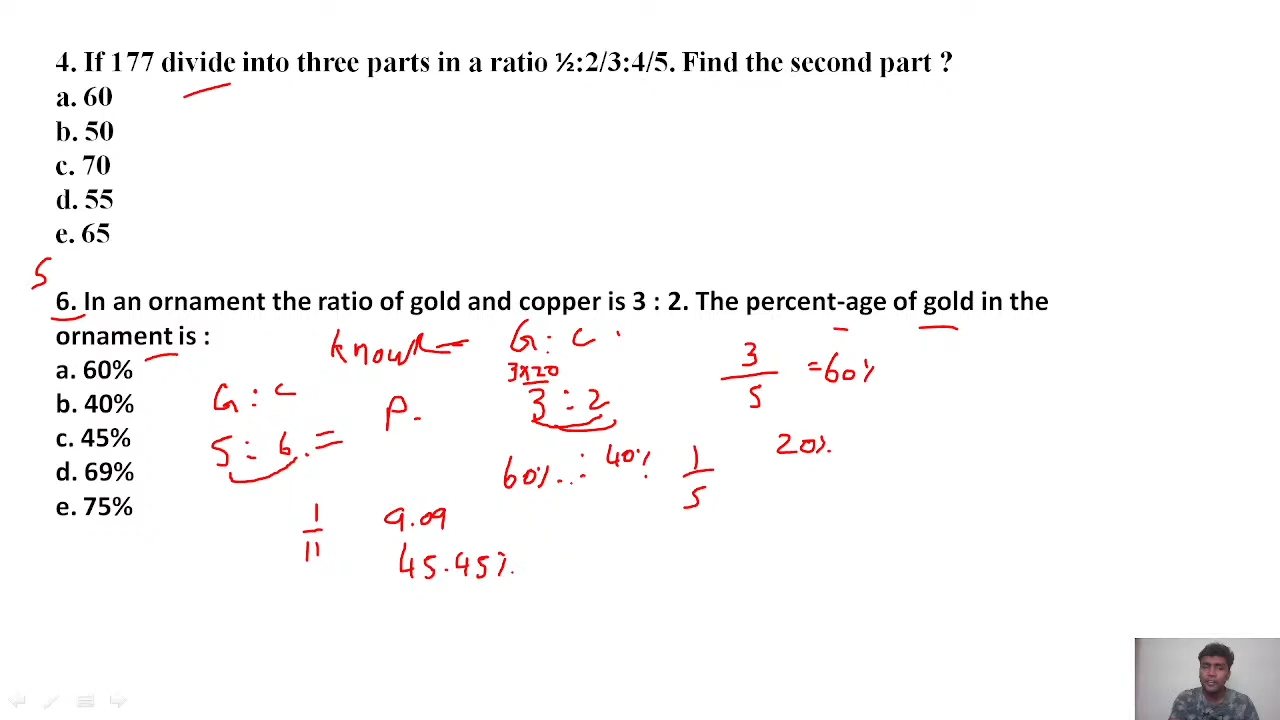 4. If 177 divide into three parts in a ratio ½:2/3:4/5. Find the second part ?
a. 60
b. 50
c. 70
d. 55
e. 65
5
6. In an ornament the ratio of gold and copper is 3 : 2. The percent-age of gold in the
ornament is :
a. 60%
b. 40%
c. 45%
d. 69%
e. 75%
G : C
3×20
3 : 2
60% : 40%
3/5 = 60%
1/5 20%
G : C
5 : 6 =
P.
1/11 9.09
45.45%